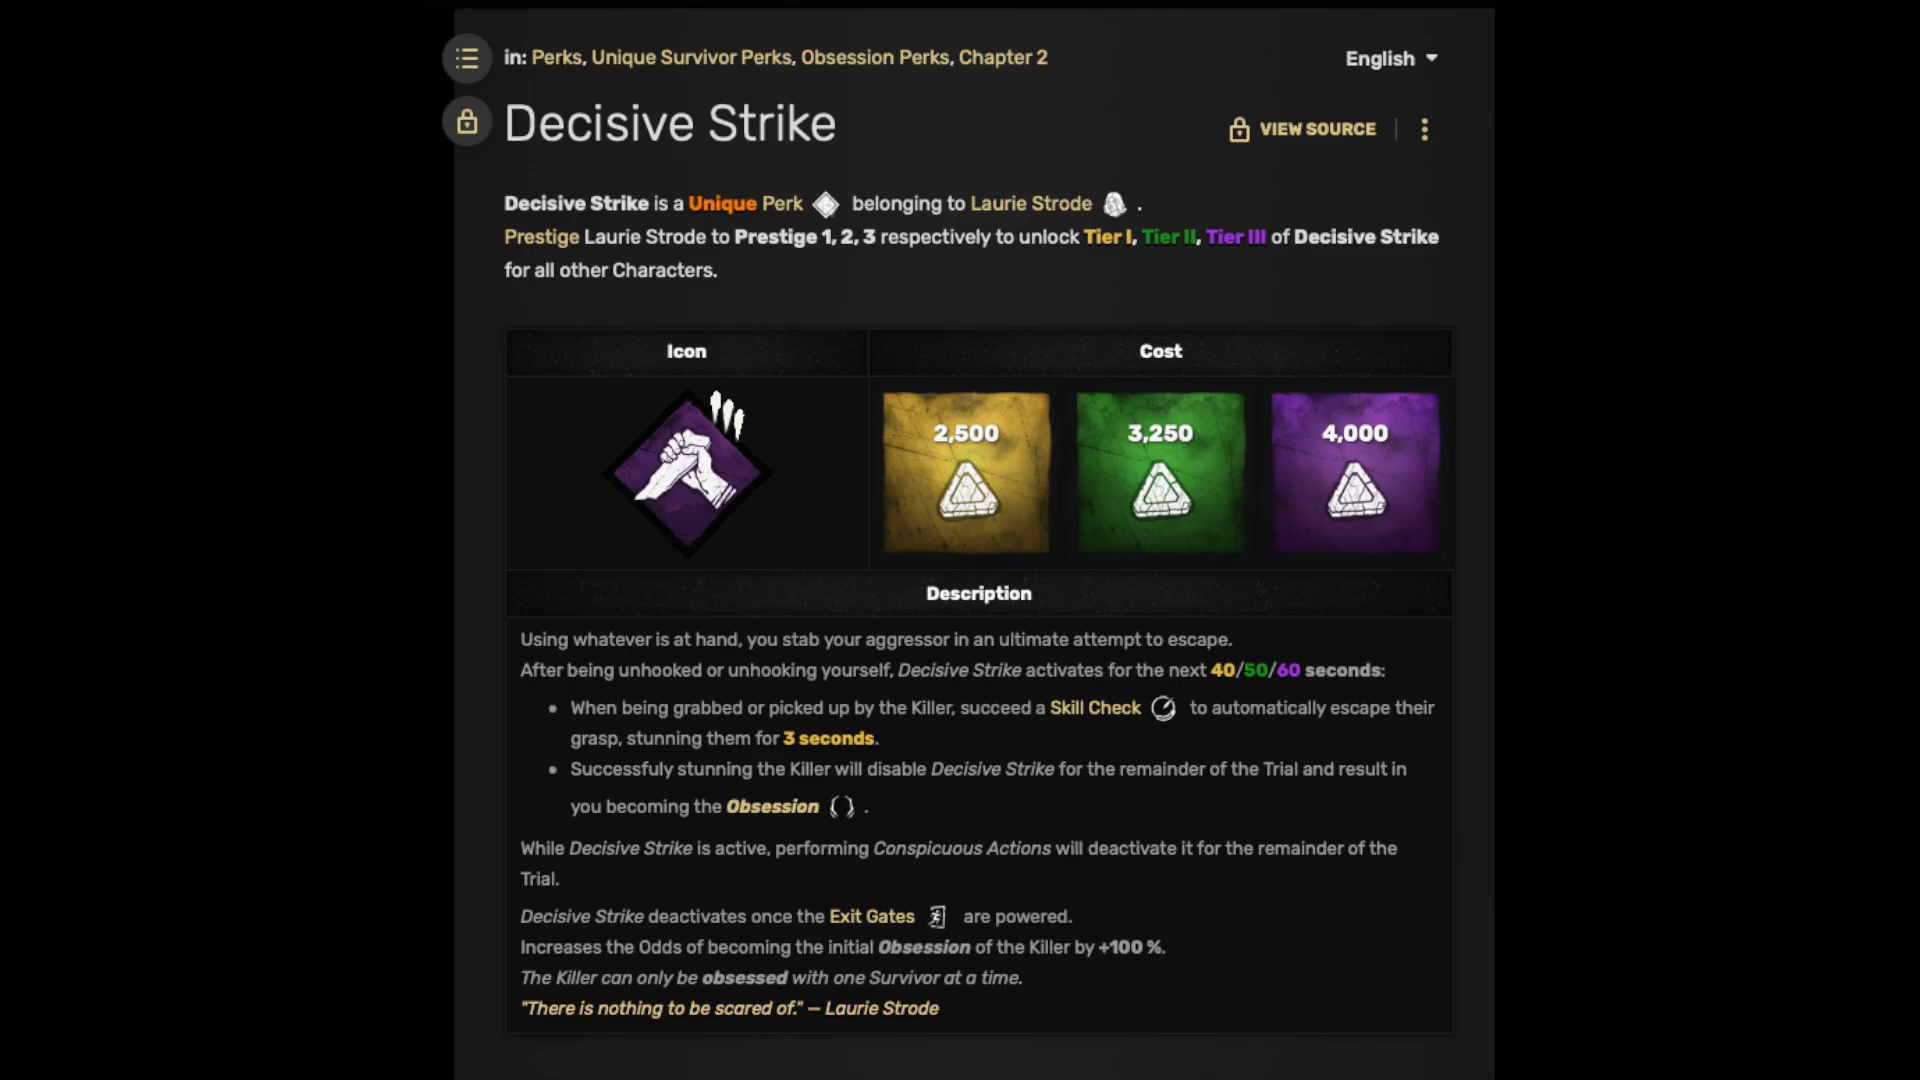 in: Perks, Unique Survivor Perks, Obsession Perks, Chapter 2
English
Decisive Strike
VIEW SOURCE
Decisive Strike is a Unique Perk belonging to Laurie Strode .
Prestige Laurie Strode to Prestige 1, 2, 3 respectively to unlock Tier I, Tier II, Tier III of Decisive Strike
for all other Characters.
Icon
Cost
2,500
3,250
4,000
Description
Using whatever is at hand, you stab your aggressor in an ultimate attempt to escape.
After being unhooked or unhooking yourself, Decisive Strike activates for the next 40/50/60 seconds:
• When being grabbed or picked up by the Killer, succeed a Skill Check to automatically escape their
grasp, stunning them for 3 seconds.
• Successfuly stunning the Killer will disable Decisive Strike for the remainder of the Trial and result in
you becoming the Obsession .
While Decisive Strike is active, performing Conspicuous Actions will deactivate it for the remainder of the
Trial.
Decisive Strike deactivates once the Exit Gates are powered.
Increases the Odds of becoming the initial Obsession of the Killer by +100 %.
The Killer can only be obsessed with one Survivor at a time.
"There is nothing to be scared of." — Laurie Strode